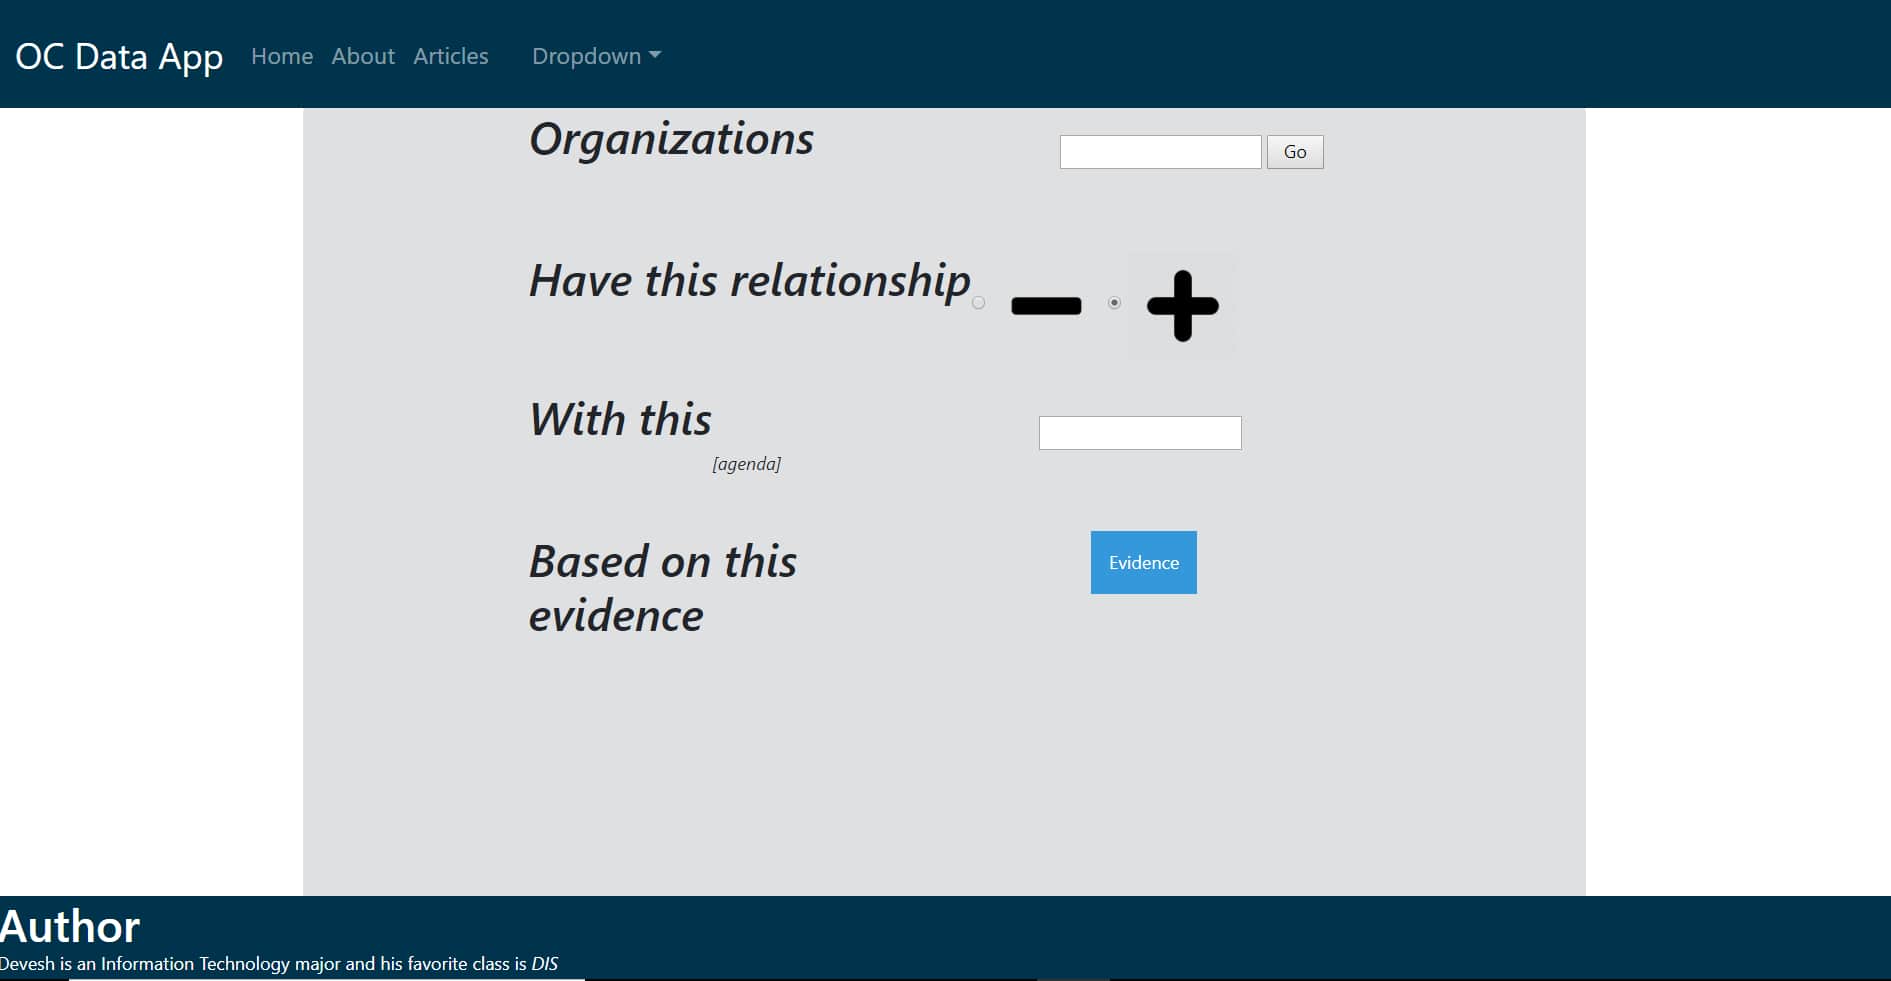 OC Data App Home About Articles Dropdown
Organizations Go
Have this relationship
With this
[agenda]
Based on this Evidence
evidence
Author
Devesh is an Information Technology major and his favorite class is DIS